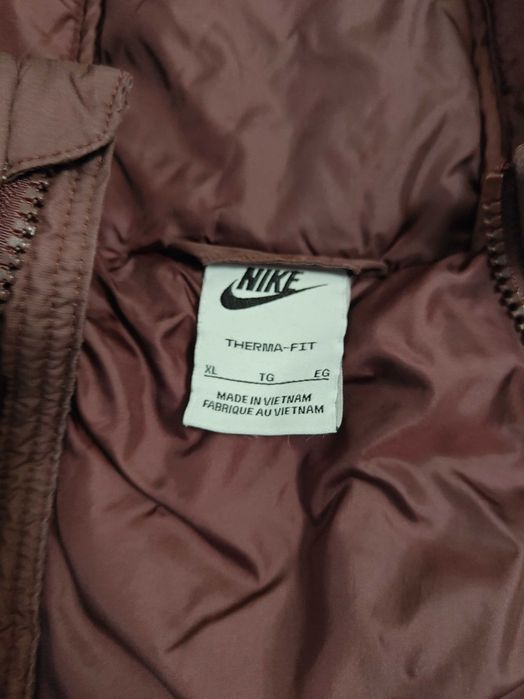 NIKE
THERMA-FIT
XL TG EG
MADE IN VIETNAM
FABRIQUE AU VIETNAM